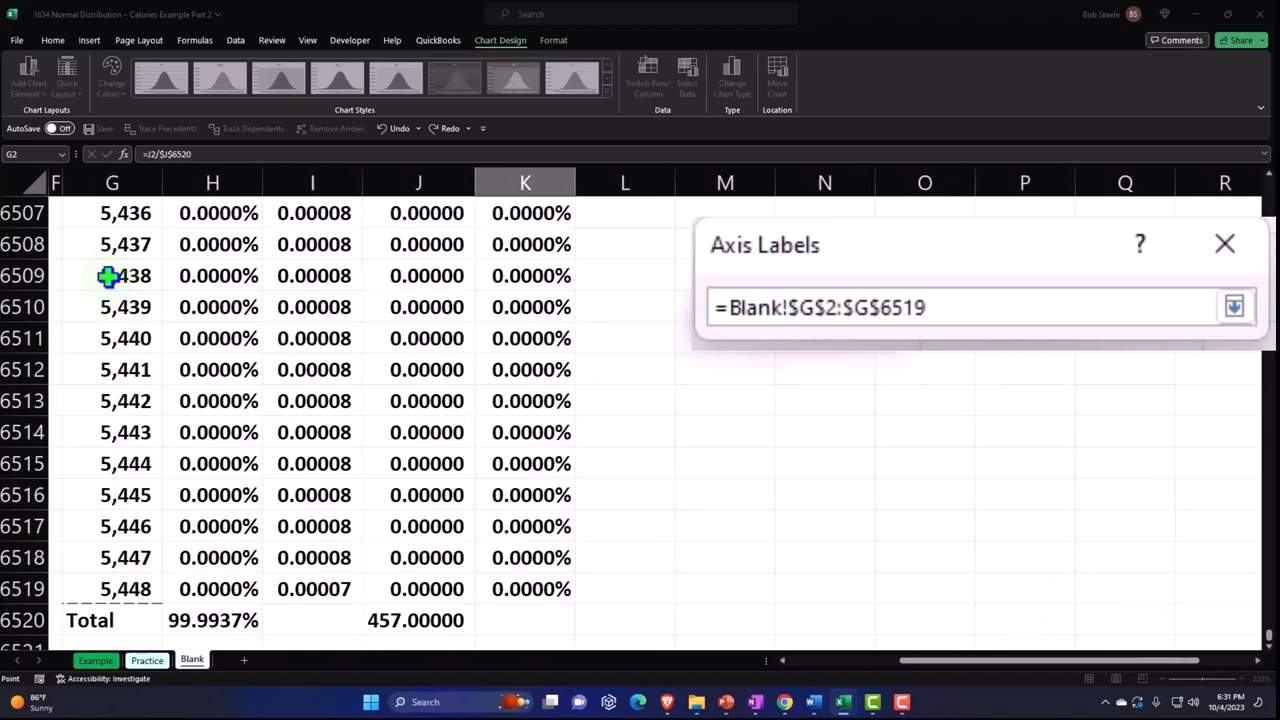 1634 Normal Distribution – Calories Example Part 2
Search
Bob Steele BS
File Home Insert Page Layout Formulas Data Review View Developer Help QuickBooks Chart Design Format
Comments Share
Add Chart Element
Quick Layout
Change Colors
Switch Row/ Column
Select Data
Change Chart Type
Move Chart
Chart Layouts Chart Styles Data Type Location
AutoSave Off Save Trace Precedents Trace Dependents Remove Arrows Undo Redo
G2 fx =J2/$J$6520
F G H I J K L M N O P Q R
6507 5,436 0.0000% 0.00008 0.00000 0.0000%
6508 5,437 0.0000% 0.00008 0.00000 0.0000%
6509 438 0.0000% 0.00008 0.00000 0.0000%
6510 5,439 0.0000% 0.00008 0.00000 0.0000%
6511 5,440 0.0000% 0.00008 0.00000 0.0000%
6512 5,441 0.0000% 0.00008 0.00000 0.0000%
6513 5,442 0.0000% 0.00008 0.00000 0.0000%
6514 5,443 0.0000% 0.00008 0.00000 0.0000%
6515 5,444 0.0000% 0.00008 0.00000 0.0000%
6516 5,445 0.0000% 0.00008 0.00000 0.0000%
6517 5,446 0.0000% 0.00008 0.00000 0.0000%
6518 5,447 0.0000% 0.00008 0.00000 0.0000%
6519 5,448 0.0000% 0.00007 0.00000 0.0000%
6520 Total 99.9937% 457.00000
Axis Labels ?
=Blank!$G$2:$G$6519
Example Practice Blank
Point Accessibility: Investigate
86°F
Sunny
Search
6:31 PM
10/4/2023